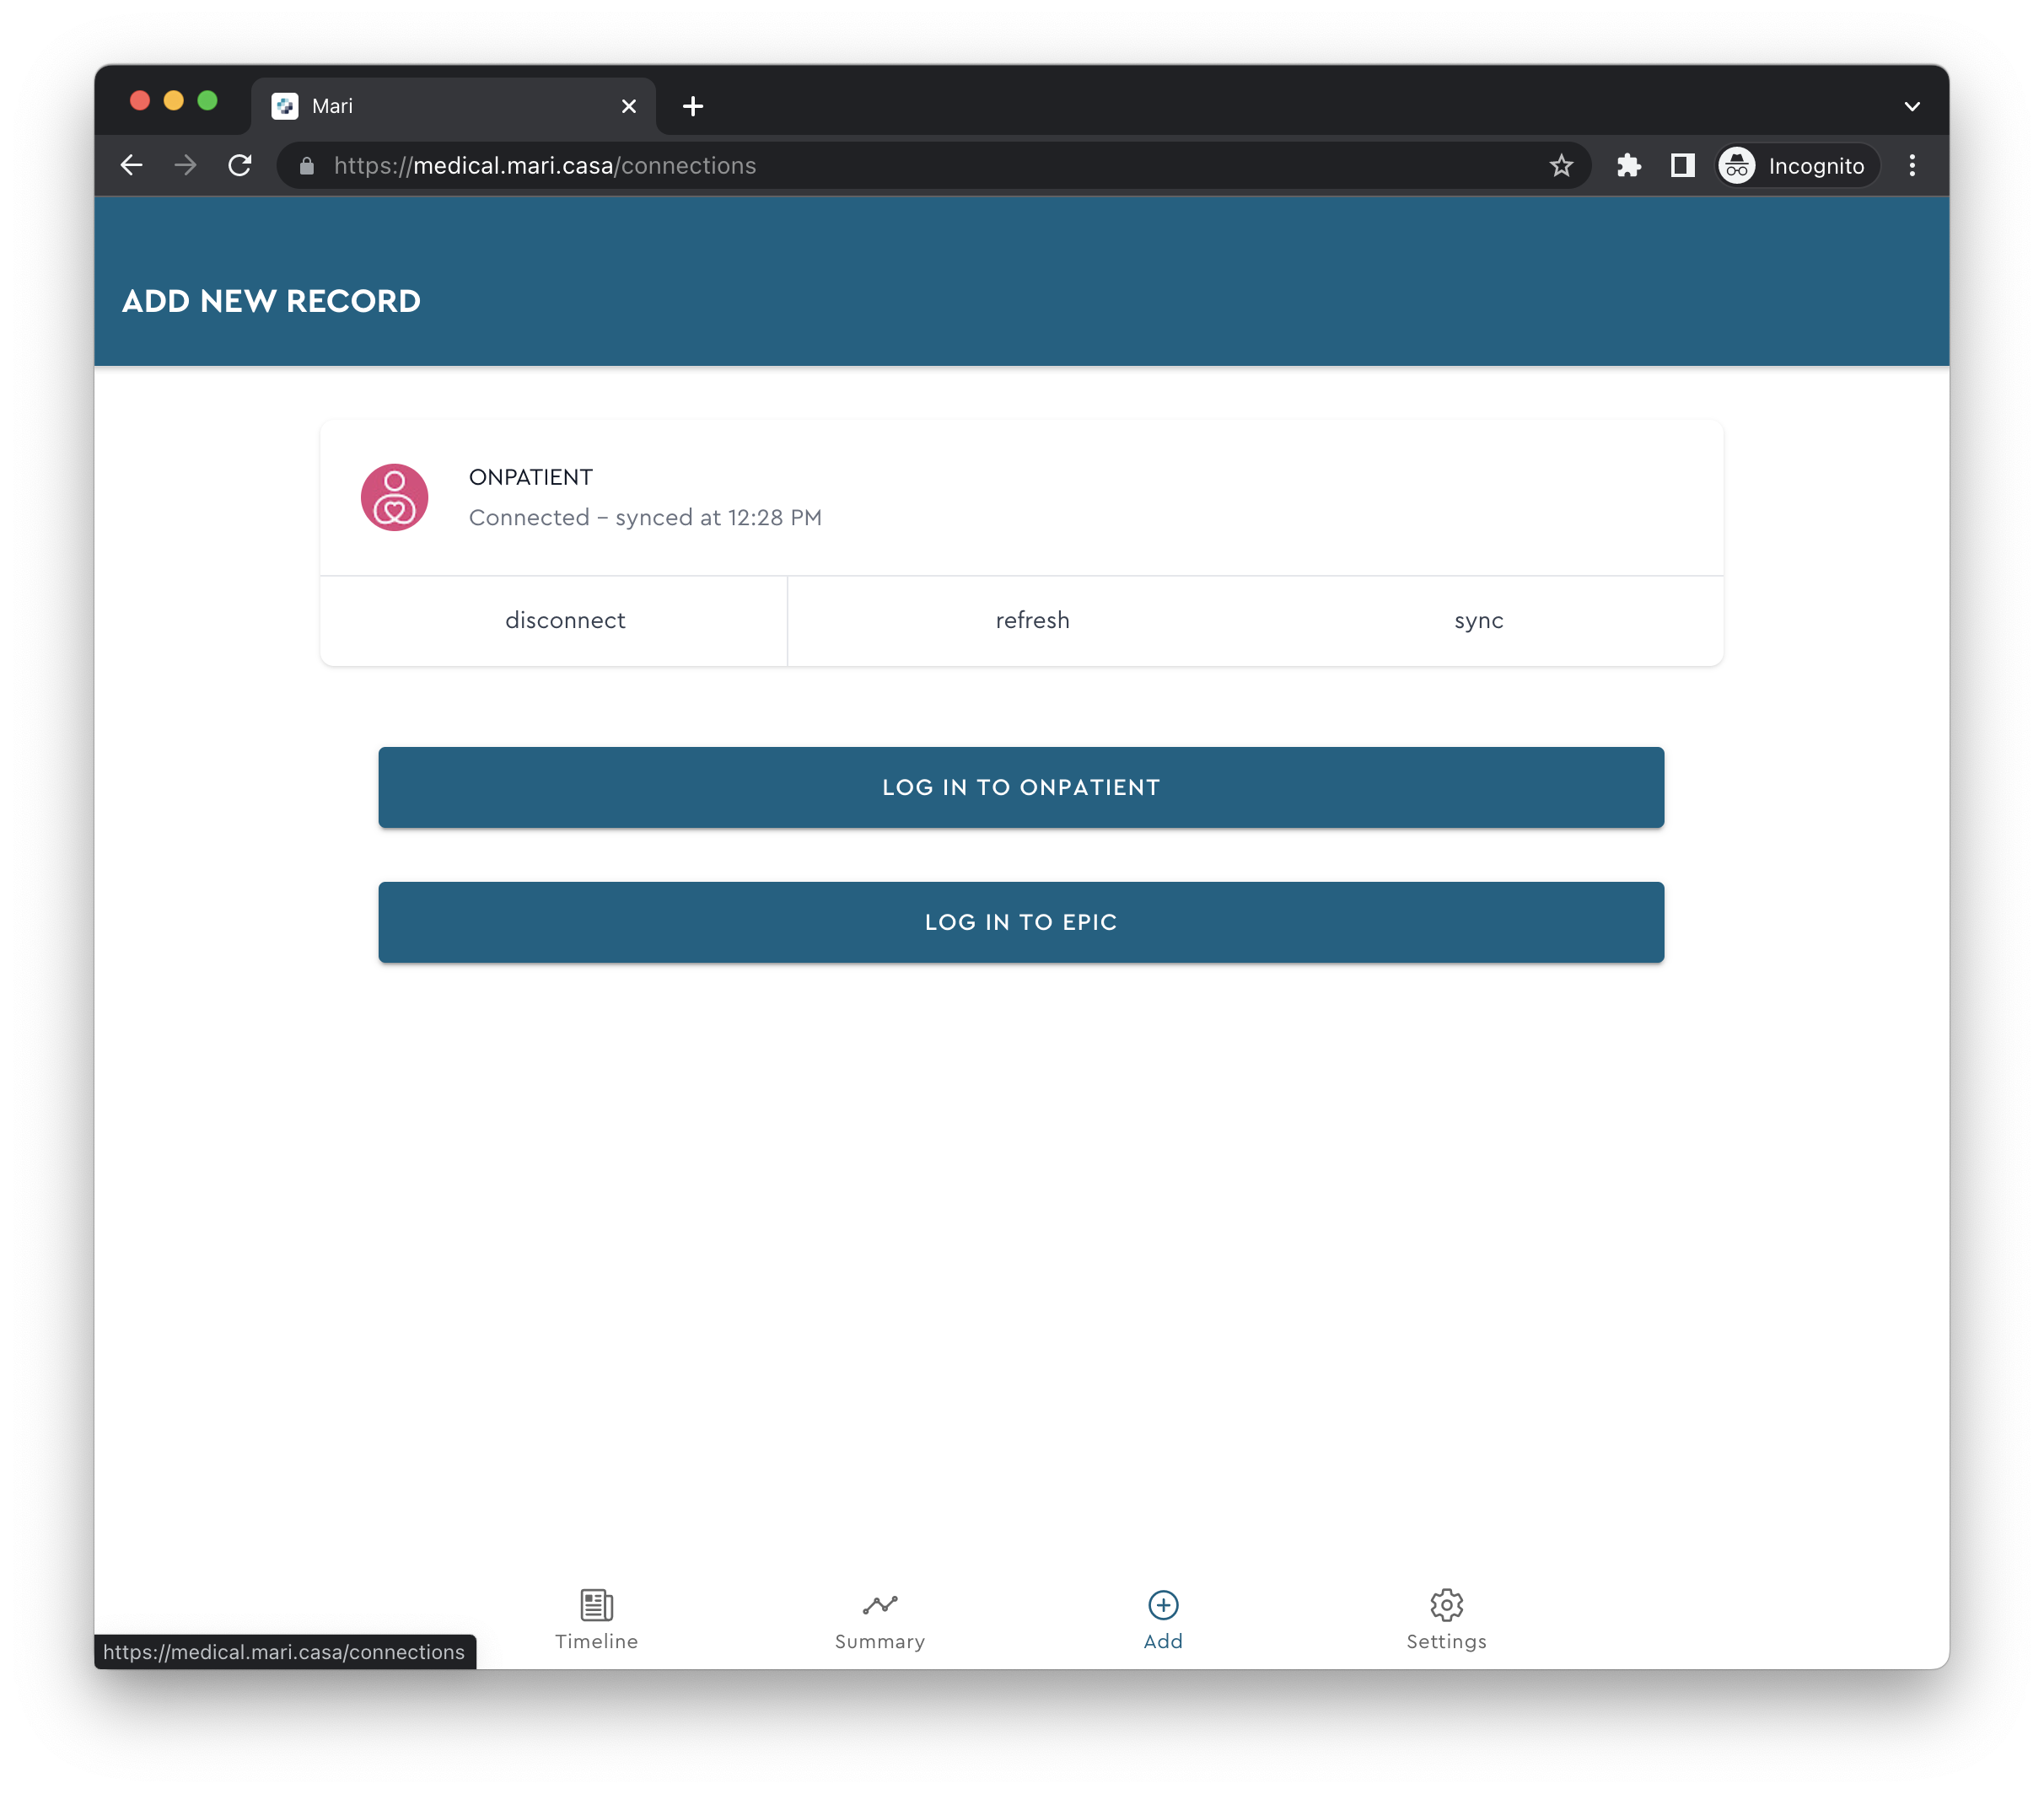 Mari
https://medical.mari.casa/connections
Incognito
ADD NEW RECORD
ONPATIENT
Connected – synced at 12:28 PM
disconnect refresh sync
LOG IN TO ONPATIENT
LOG IN TO EPIC
Timeline Summary Add Settings
https://medical.mari.casa/connections